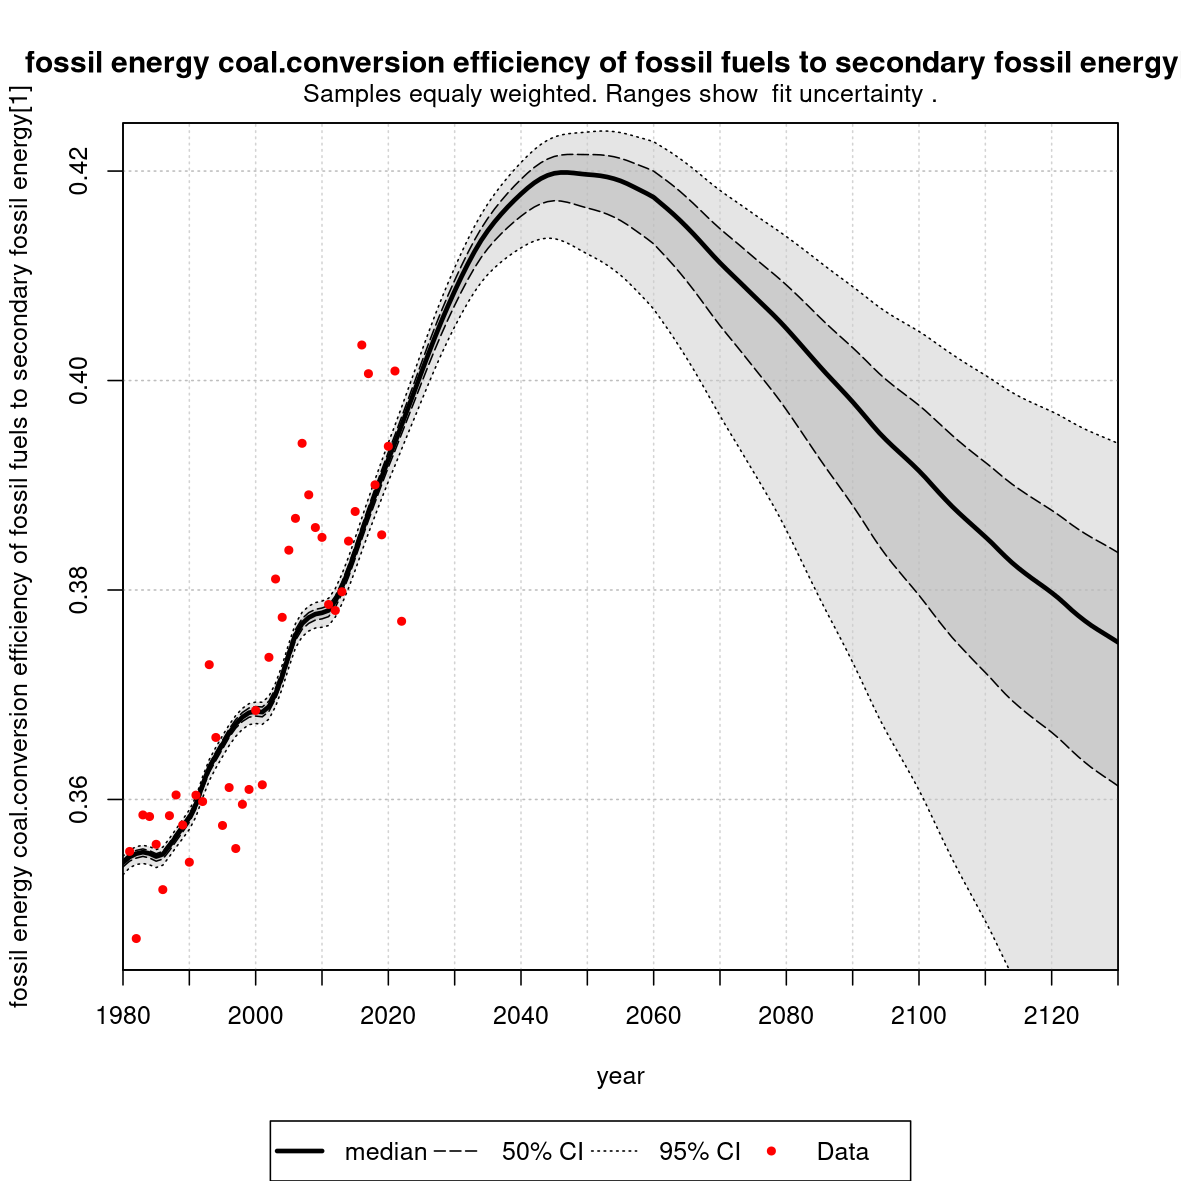 fossil energy coal.conversion efficiency of fossil fuels to secondary fossil energy
Samples equaly weighted. Ranges show  fit uncertainty .
fossil energy coal.conversion efficiency of fossil fuels to secondary fossil energy[1]
0.42
0.40
0.38
0.36
1980 2000 2020 2040 2060 2080 2100 2120
year
median 50% CI 95% CI Data